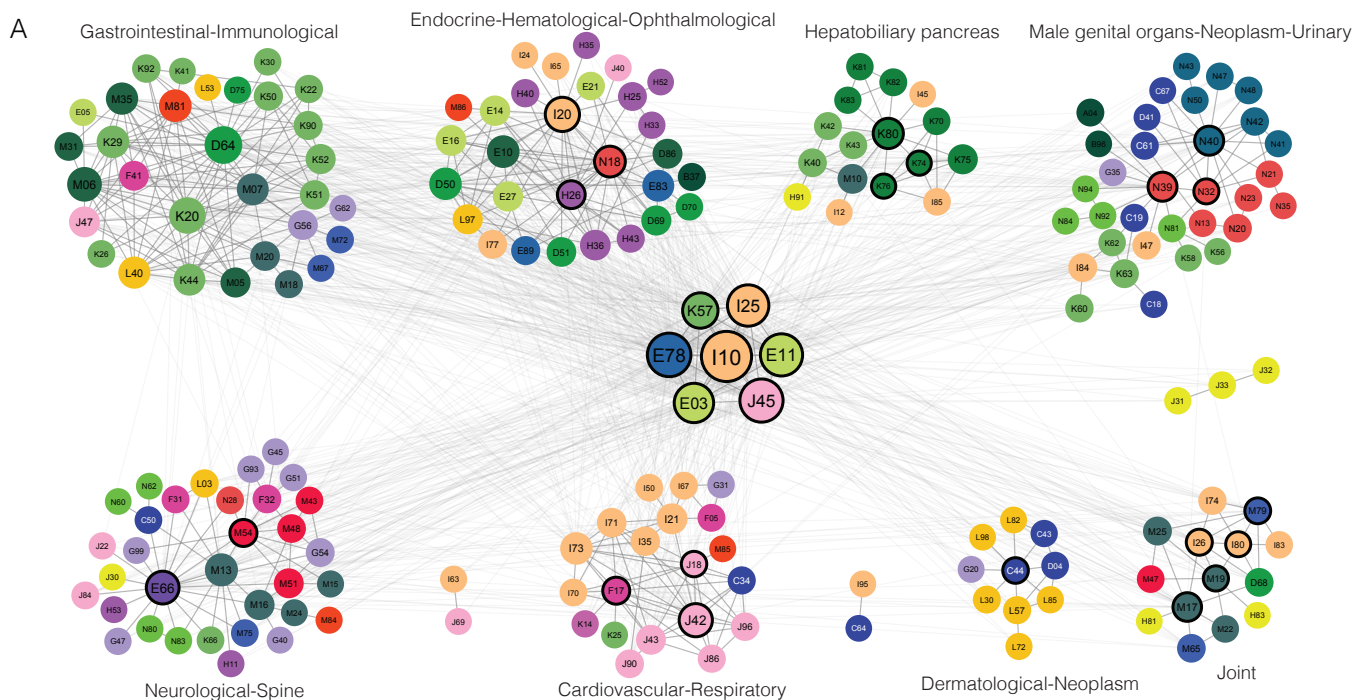 A
Gastrointestinal-Immunological
Endocrine-Hematological-Ophthalmological
Hepatobiliary pancreas
Male genital organs-Neoplasm-Urinary
K92
K41
K30
L53
D75
K50
K22
M35
M81
E05
K90
K29
D64
M31
K52
F41
M06
M07
K51
J47
K20
G62
G56
M72
K26
M20
M67
L40
K44
M05
M18
H35
I24
I65
J40
H52
E21
H40
H25
M86
E14
I20
H33
E16
E10
D86
N18
B37
D50
E83
H26
E27
D70
L97
D69
I77
E89
D51
H36
H43
K81
K82
K83
I45
K42
K70
K80
K43
K40
K74
K75
M10
K76
H91
I85
I12
N43
N47
C67
N48
N50
A04
D41
N42
B96
C61
N40
N41
G35
N39
N32
N21
N94
N23
N35
N84
N92
C19
N81
N13
N20
K62
I47
K58
K56
I84
K63
K60
C18
K57
I25
E78
I10
E11
E03
J45
J32
J33
J31
G45
G93
G51
N62
L03
N60
F31
N28
F32
M43
C50
M54
M48
J22
G99
G54
J30
M13
E66
M51
M15
J84
H53
M16
M24
M84
N80
N83
K66
M75
G40
G47
H11
I63
J69
I50
I67
G31
I71
I21
F05
I73
I35
M85
J18
C34
I70
F17
K14
J42
K25
J43
J96
J90
J86
I95
C64
L82
L98
C43
G20
C44
D04
L30
L57
L85
L72
I74
M79
M25
I26
I80
I83
M47
M19
D68
M17
H81
H83
M22
M65
Neurological-Spine
Cardiovascular-Respiratory
Dermatological-Neoplasm
Joint